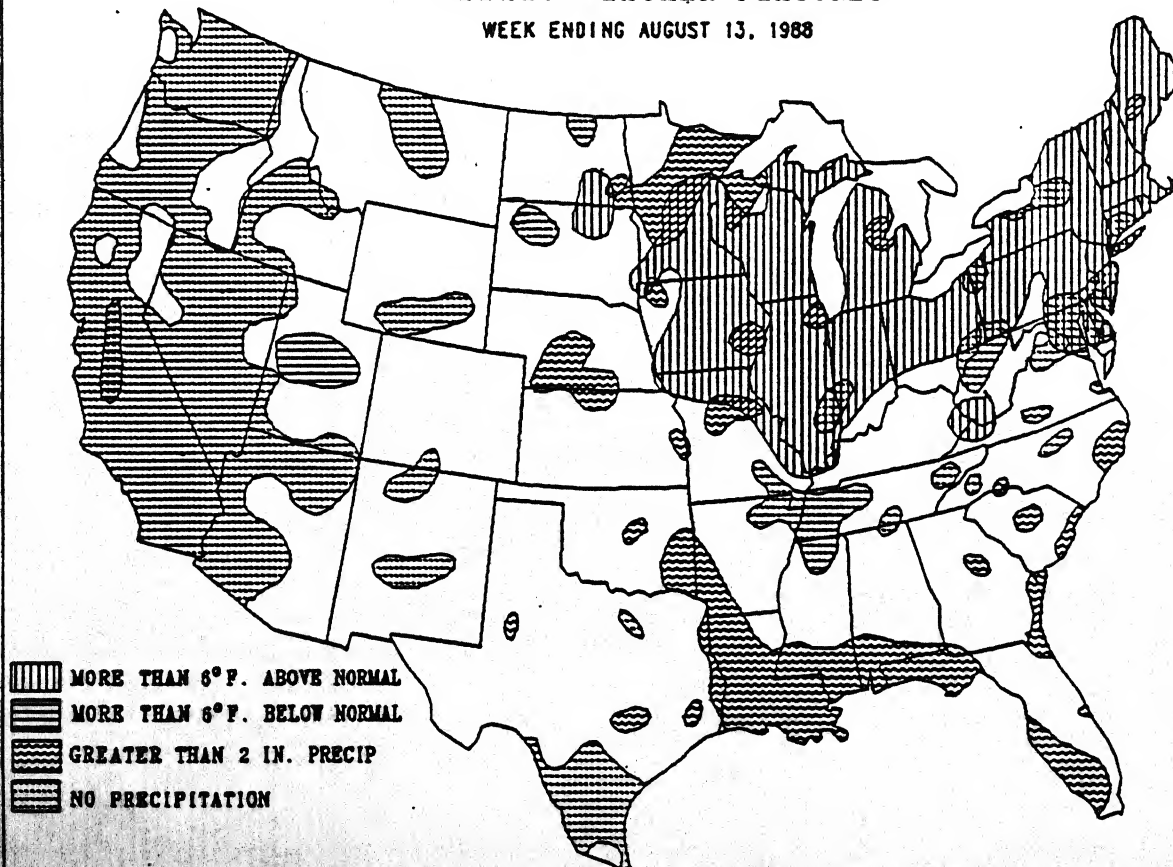 WEEK ENDING AUGUST 13, 1988
MORE THAN 6° F. ABOVE NORMAL
MORE THAN 6° F. BELOW NORMAL
GREATER THAN 2 IN. PRECIP
NO PRECIPITATION